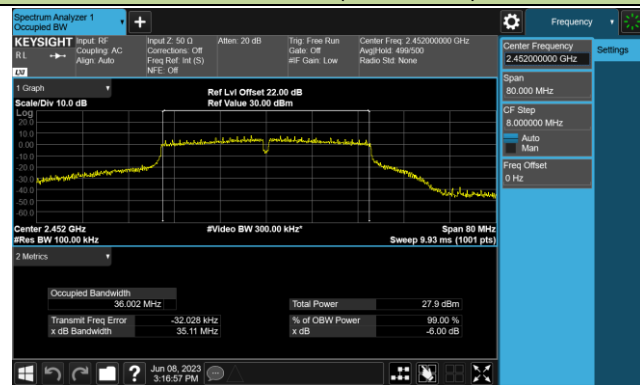 Spectrum Analyzer 1
Occupied BW
KEYSIGHT
RL
Input: RF
Coupling: AC
Align: Auto
Input Z: 50 Ω
Corrections: Off
Freq Ref: Int (S)
NFE: Off
Atten: 20 dB
Trig: Free Run
Gate: Off
#IF Gain: Low
Center Freq: 2.452000000 GHz
Avg|Hold: 499/500
Radio Std: None
1 Graph
Scale/Div 10.0 dB
Ref Lvl Offset 22.00 dB
Ref Value 30.00 dBm
Log
20.0
10.0
0.00
-10.0
-20.0
-30.0
-40.0
-50.0
-60.0
Center 2.452 GHz
#Res BW 100.00 kHz
#Video BW 300.00 kHz*
Span 80 MHz
Sweep 9.93 ms (1001 pts)
2 Metrics
Occupied Bandwidth
36.002 MHz
Transmit Freq Error -32.028 kHz
x dB Bandwidth 35.11 MHz
Total Power 27.9 dBm
% of OBW Power 99.00 %
x dB -6.00 dB
Jun 08, 2023
3:16:57 PM
Frequency
Settings
Center Frequency
2.452000000 GHz
Span
80.000 MHz
CF Step
8.000000 MHz
Auto
Man
Freq Offset
0 Hz